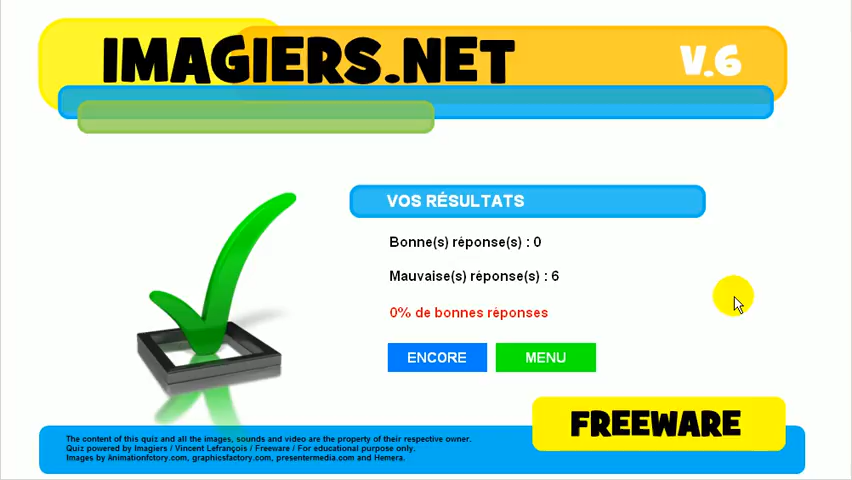 IMAGIERS.NET
V.6
VOS RÉSULTATS
Bonne(s) réponse(s) : 0
Mauvaise(s) réponse(s) : 6
0% de bonnes réponses
ENCORE
MENU
FREEWARE
The content of this quiz and all the images, sounds and video are the property of their respective owner.
Quiz powered by Imagiers / Vincent Lefrançois / Freeware / For educational purpose only.
Images by Animationfctory.com, graphicsfactory.com, presentermedia.com and Hemera.